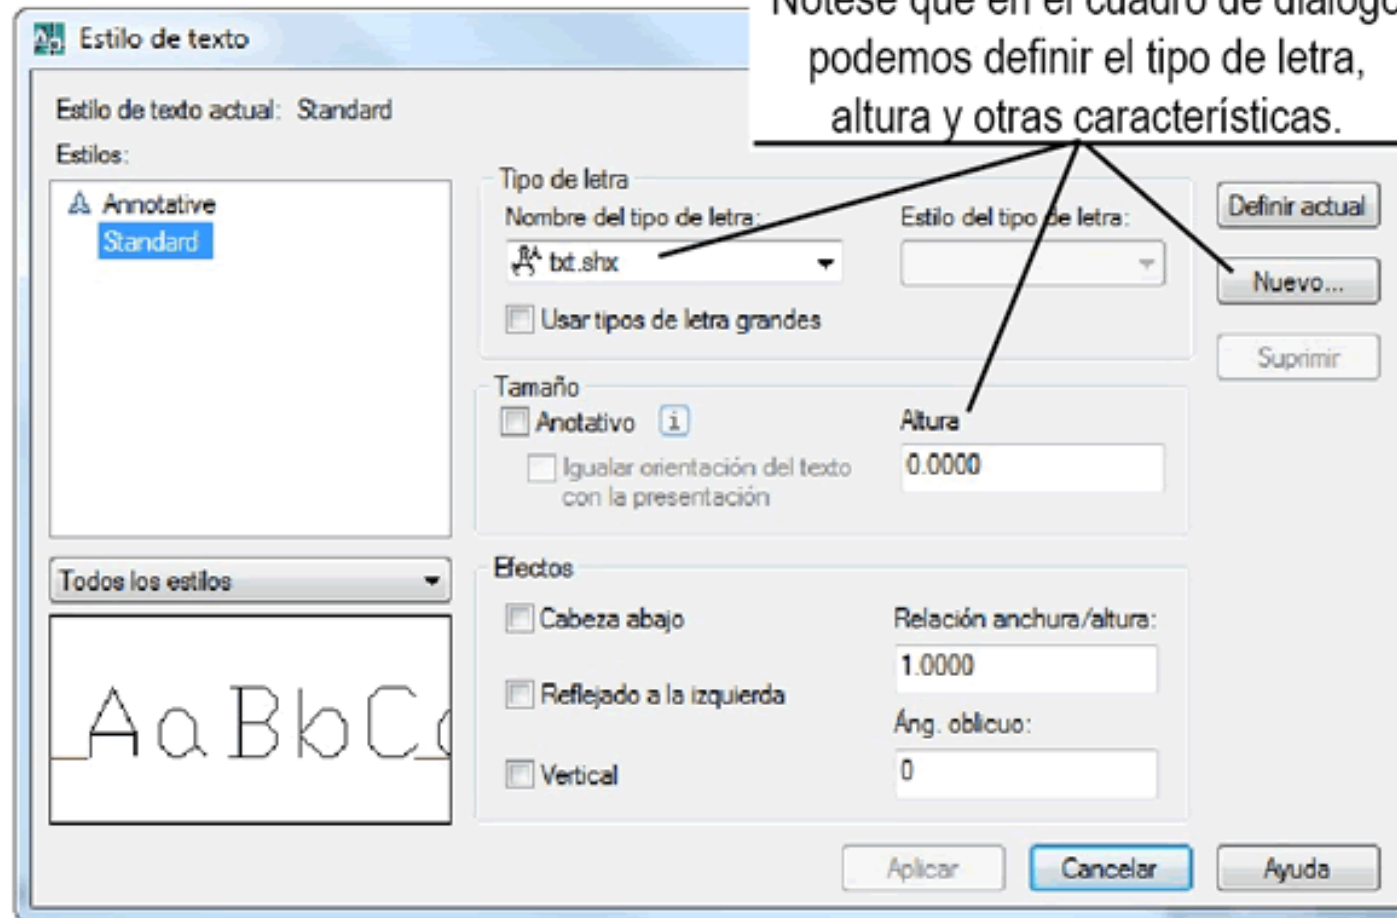 Nótese que en el cuadro de diálogo
podemos definir el tipo de letra,
altura y otras características.
Estilo de texto
Estilo de texto actual: Standard
Estilos:
Annotative
Standard
Todos los estilos
AaBbCc
Tipo de letra
Nombre del tipo de letra:
txt.shx
Estilo del tipo de letra:
Usar tipos de letra grandes
Tamaño
Anotativo
i
Igualar orientación del texto
con la presentación
Altura
0.0000
Efectos
Cabeza abajo
Reflejado a la izquierda
Vertical
Relación anchura/altura:
1.0000
Áng. oblicuo:
0
Definir actual
Nuevo...
Suprimir
Aplicar
Cancelar
Ayuda